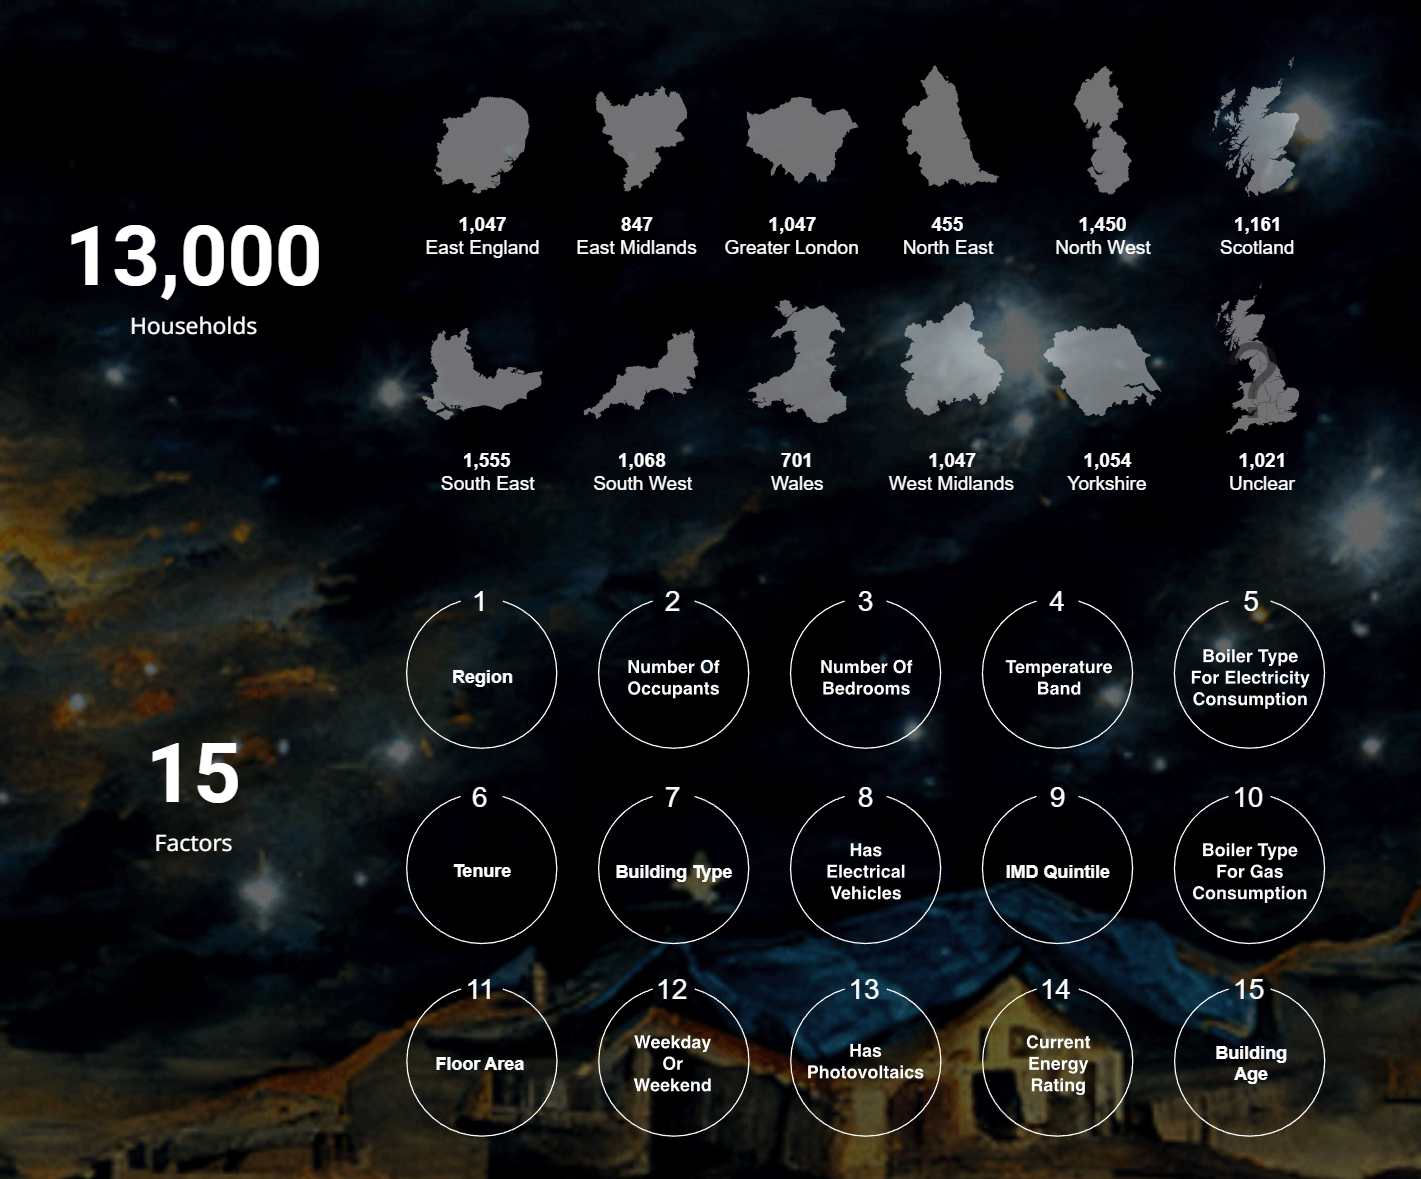 13,000
Households
1,047
East England
847
East Midlands
1,047
Greater London
455
North East
1,450
North West
1,161
Scotland
1,555
South East
1,068
South West
701
Wales
1,047
West Midlands
1,054
Yorkshire
?
1,021
Unclear
15
Factors
1
Region
2
Number Of
Occupants
3
Number Of
Bedrooms
4
Temperature
Band
5
Boiler Type
For Electricity
Consumption
6
Tenure
7
Building Type
8
Has
Electrical
Vehicles
9
IMD Quintile
10
Boiler Type
For Gas
Consumption
11
Floor Area
12
Weekday
Or
Weekend
13
Has
Photovoltaics
14
Current
Energy
Rating
15
Building
Age